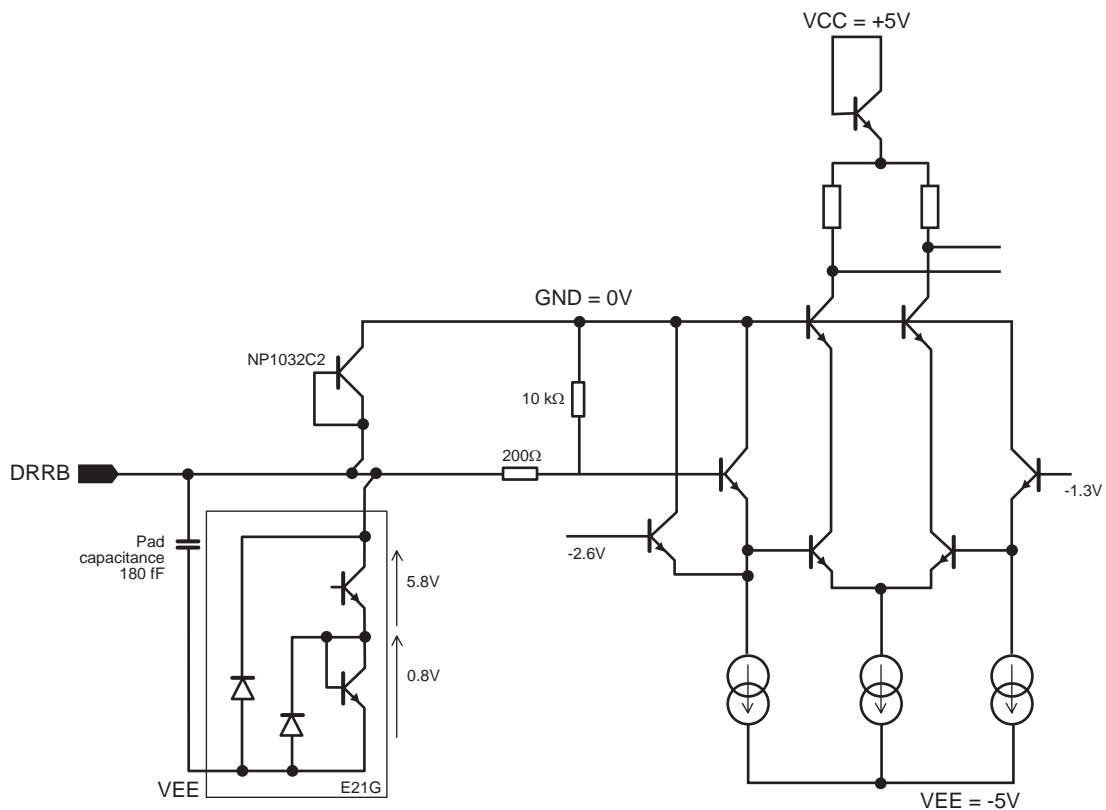 VCC = +5V
GND = 0V
NP1032C2
10 kΩ
DRRB
200Ω
-1.3V
Pad
capacitance
180 fF
-2.6V
5.8V
0.8V
VEE
E21G
VEE = -5V